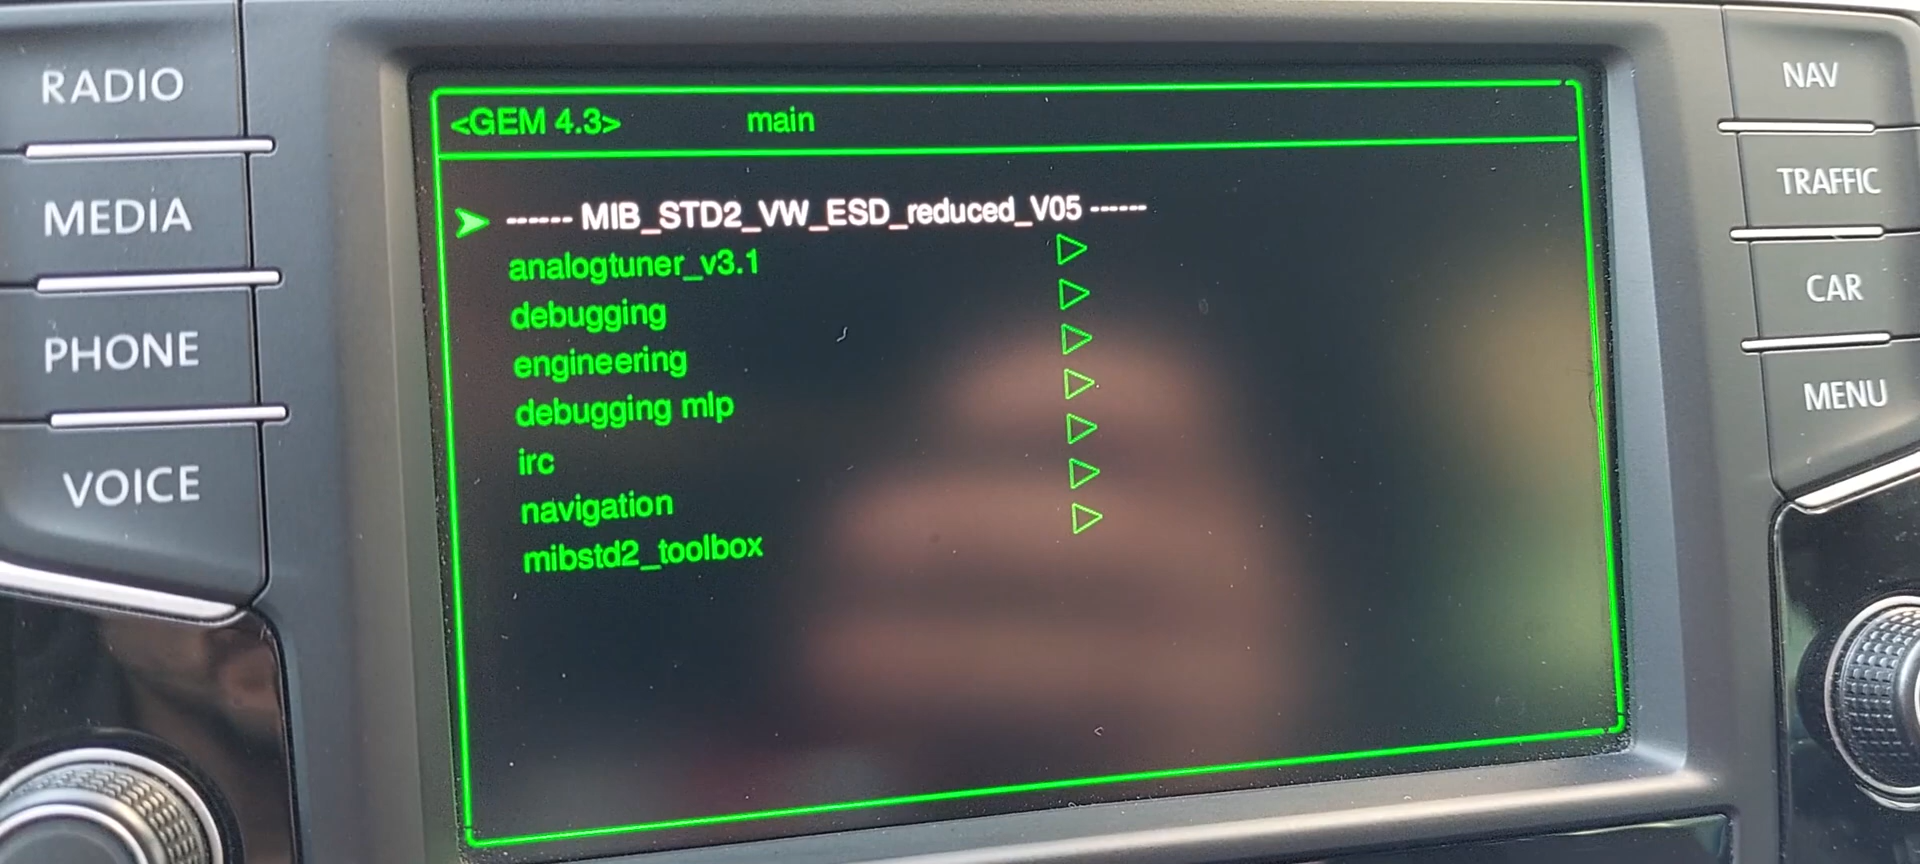 RADIO
MEDIA
PHONE
VOICE
<GEM 4.3> main
------ MIB_STD2_VW_ESD_reduced_V05 ------
analogtuner_v3.1
debugging
engineering
debugging mlp
irc
navigation
mibstd2_toolbox
NAV
TRAFFIC
CAR
MENU